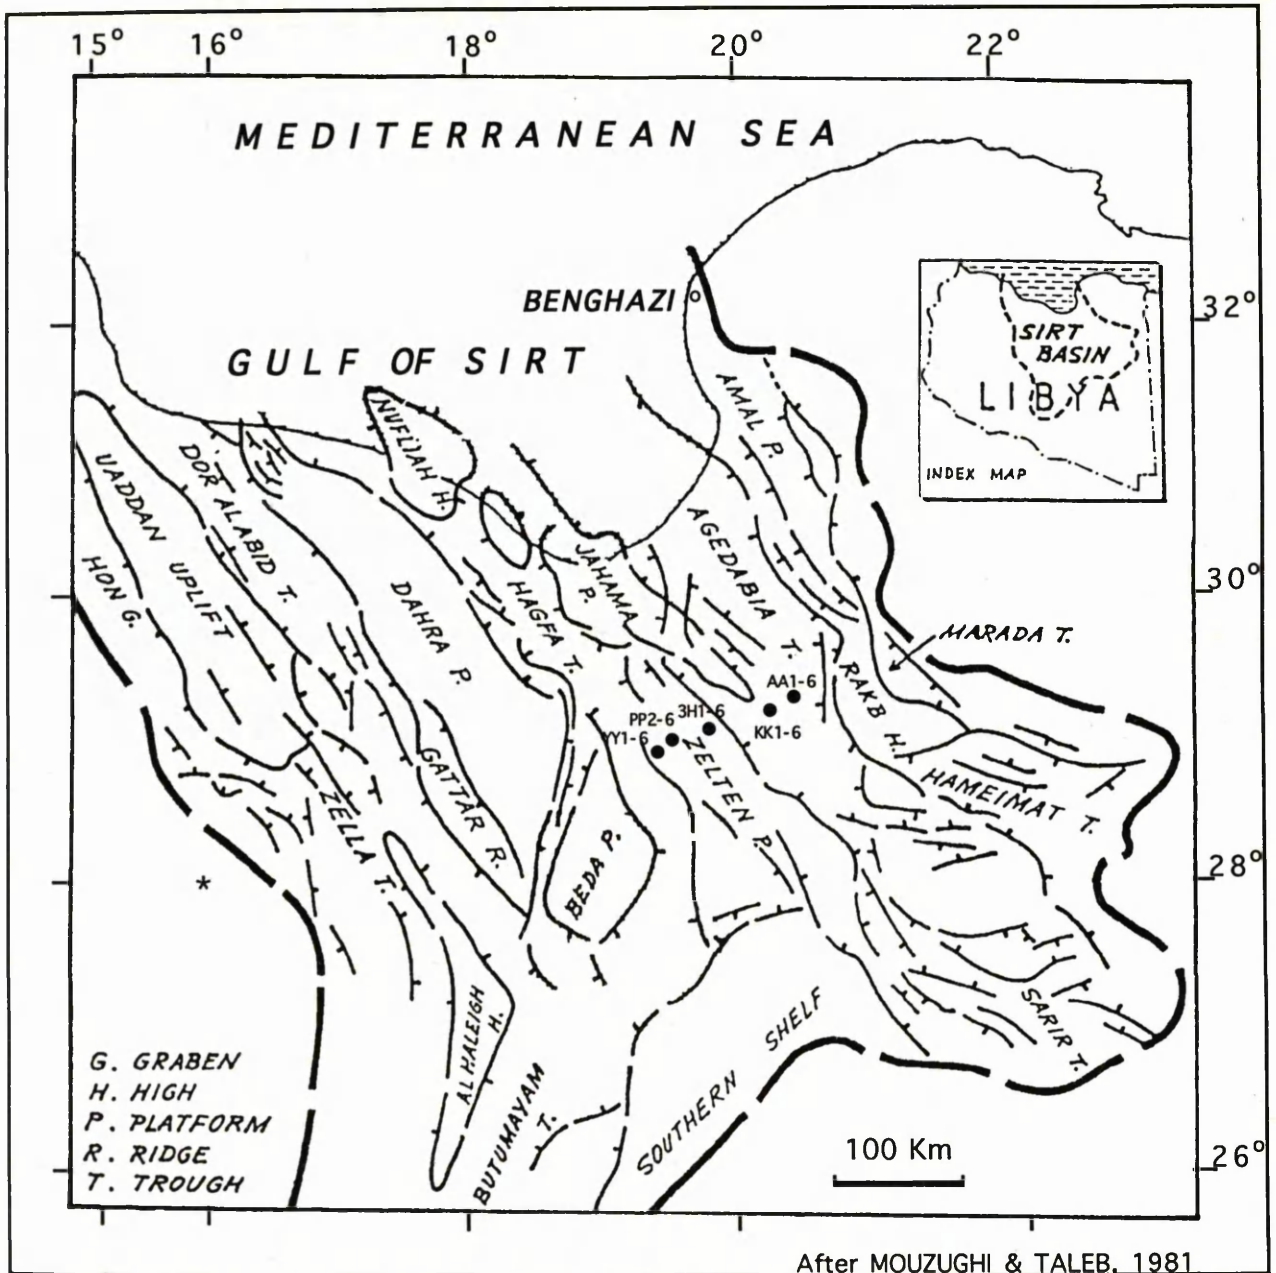 15° 16° 18° 20° 22°
MEDITERRANEAN SEA
BENGHAZI
32°
GULF OF SIRT
SIRT
BASIN
LIBYA
INDEX MAP
AMAL P.
NUFLIJAH H.
DOR ALABID T.
UADDAN UPLIFT
HON G.
AGEDABIA T.
JAHAMA P.
HAGFA T.
DAHRA P.
30°
MARADA T.
RAKB H.
AA1-6
KK1-6
3H1-6
PP2-6
YY1-6
ZELTEN P.
GATTAR R.
HAMEIMAT T.
ZELLA T.
BEDA P.
28°
*
SARIR T.
AL HALEIGH H.
SOUTHERN SHELF
BUTUMAYAM T.
G. GRABEN
H. HIGH
P. PLATFORM
R. RIDGE
T. TROUGH
100 Km
26°
After MOUZUGHI & TALEB, 1981